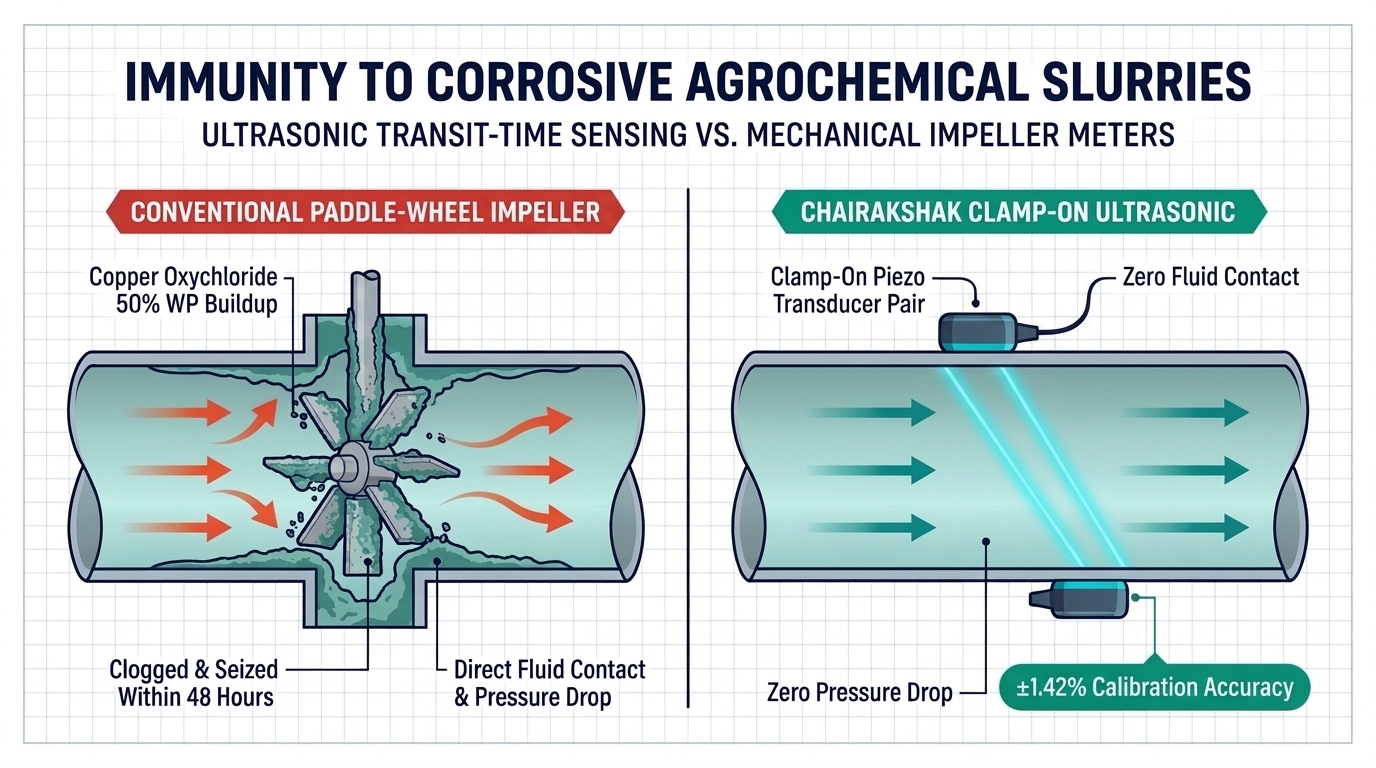 IMMUNITY TO CORROSIVE AGROCHEMICAL SLURRIES
ULTRASONIC TRANSIT-TIME SENSING VS. MECHANICAL IMPELLER METERS
CONVENTIONAL PADDLE-WHEEL IMPELLER
Copper Oxychloride
50% WP Buildup
Clogged & Seized
Within 48 Hours
Direct Fluid Contact
& Pressure Drop
CHAIRAKSHAK CLAMP-ON ULTRASONIC
Clamp-On Piezo
Transducer Pair
Zero Fluid Contact
Zero Pressure Drop
±1.42% Calibration Accuracy